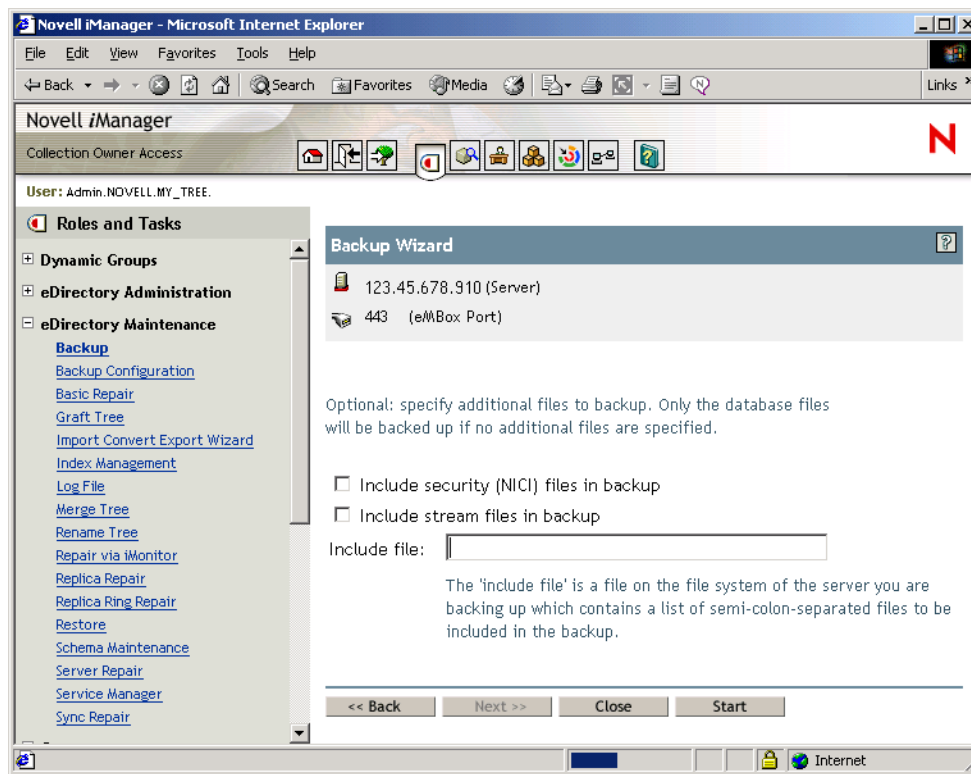 Novell iManager - Microsoft Internet Explorer
File Edit View Favorites Tools Help
Back Search Favorites Media Links »
Novell iManager
Collection Owner Access
N
User: Admin.NOVELL.MY_TREE.
Roles and Tasks
Dynamic Groups
eDirectory Administration
eDirectory Maintenance
Backup
Backup Configuration
Basic Repair
Graft Tree
Import Convert Export Wizard
Index Management
Log File
Merge Tree
Rename Tree
Repair via iMonitor
Replica Repair
Replica Ring Repair
Restore
Schema Maintenance
Server Repair
Service Manager
Sync Repair
Backup Wizard ?
123.45.678.910 (Server)
443 (eMBox Port)
Optional: specify additional files to backup. Only the database files
will be backed up if no additional files are specified.
Include security (NICI) files in backup
Include stream files in backup
Include file:
The 'include file' is a file on the file system of the server you are
backing up which contains a list of semi-colon-separated files to be
included in the backup.
<< Back Next >> Close Start
Internet